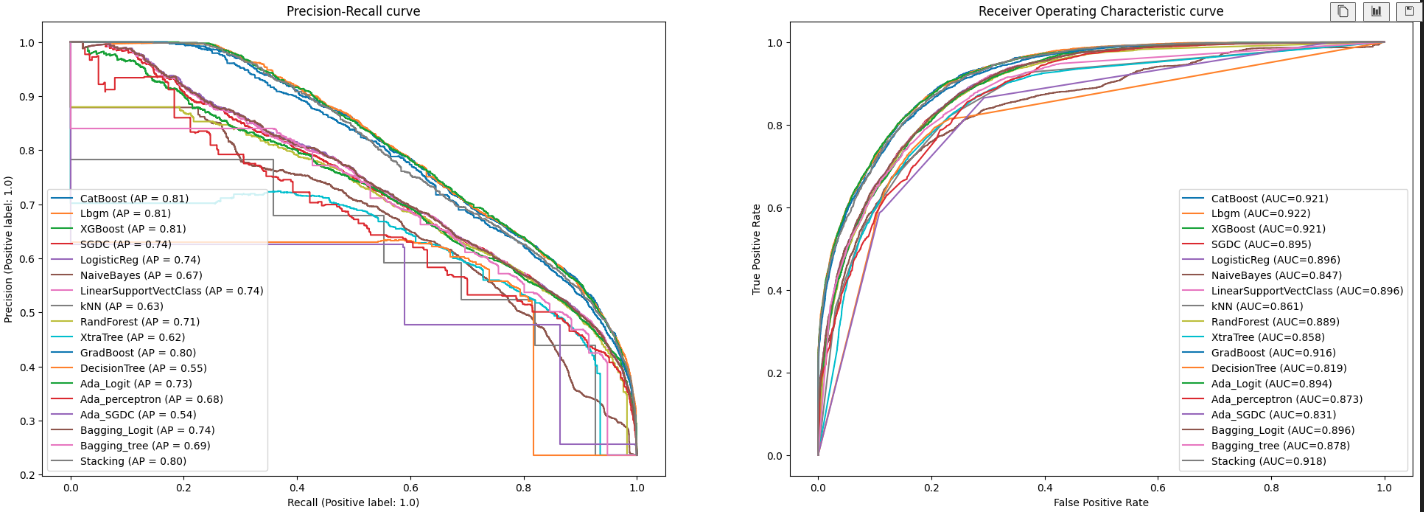 Precision-Recall curve
1.0
0.9
0.8
0.7
0.6
0.5
0.4
0.3
0.2
Precision (Positive label: 1.0)
CatBoost (AP = 0.81)
Lbgm (AP = 0.81)
XGBoost (AP = 0.81)
SGDC (AP = 0.74)
LogisticReg (AP = 0.74)
NaiveBayes (AP = 0.67)
LinearSupportVectClass (AP = 0.74)
kNN (AP = 0.63)
RandForest (AP = 0.71)
XtraTree (AP = 0.62)
GradBoost (AP = 0.80)
DecisionTree (AP = 0.55)
Ada_Logit (AP = 0.73)
Ada_perceptron (AP = 0.68)
Ada_SGDC (AP = 0.54)
Bagging_Logit (AP = 0.74)
Bagging_tree (AP = 0.69)
Stacking (AP = 0.80)
0.0 0.2 0.4 0.6 0.8 1.0
Recall (Positive label: 1.0)
Receiver Operating Characteristic curve
1.0
0.8
0.6
0.4
0.2
0.0
True Positive Rate
CatBoost (AUC=0.921)
Lbgm (AUC=0.922)
XGBoost (AUC=0.921)
SGDC (AUC=0.895)
LogisticReg (AUC=0.896)
NaiveBayes (AUC=0.847)
LinearSupportVectClass (AUC=0.896)
kNN (AUC=0.861)
RandForest (AUC=0.889)
XtraTree (AUC=0.858)
GradBoost (AUC=0.916)
DecisionTree (AUC=0.819)
Ada_Logit (AUC=0.894)
Ada_perceptron (AUC=0.873)
Ada_SGDC (AUC=0.831)
Bagging_Logit (AUC=0.896)
Bagging_tree (AUC=0.878)
Stacking (AUC=0.918)
0.0 0.2 0.4 0.6 0.8 1.0
False Positive Rate